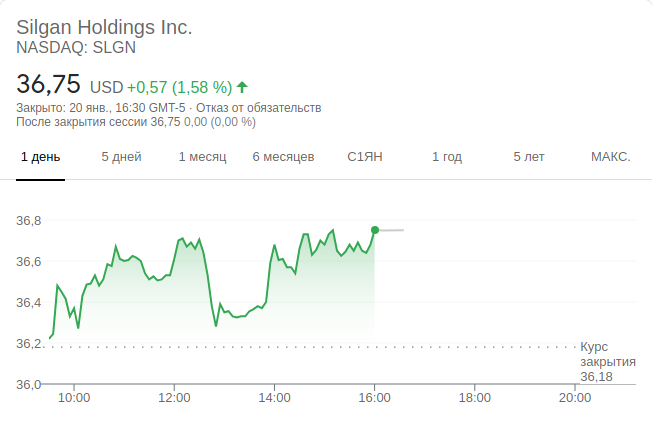 Silgan Holdings Inc.
NASDAQ: SLGN
36,75 USD +0,57 (1,58 %)
Закрыто: 20 янв., 16:30 GMT-5 · Отказ от обязательств
После закрытия сессии 36,75 0,00 (0,00 %)
1 день 5 дней 1 месяц 6 месяцев С1ЯН 1 год 5 лет МАКС.
36,8
36,6
36,4
36,2
Курс
закрытия
36,18
36,0
10:00 12:00 14:00 16:00 18:00 20:00